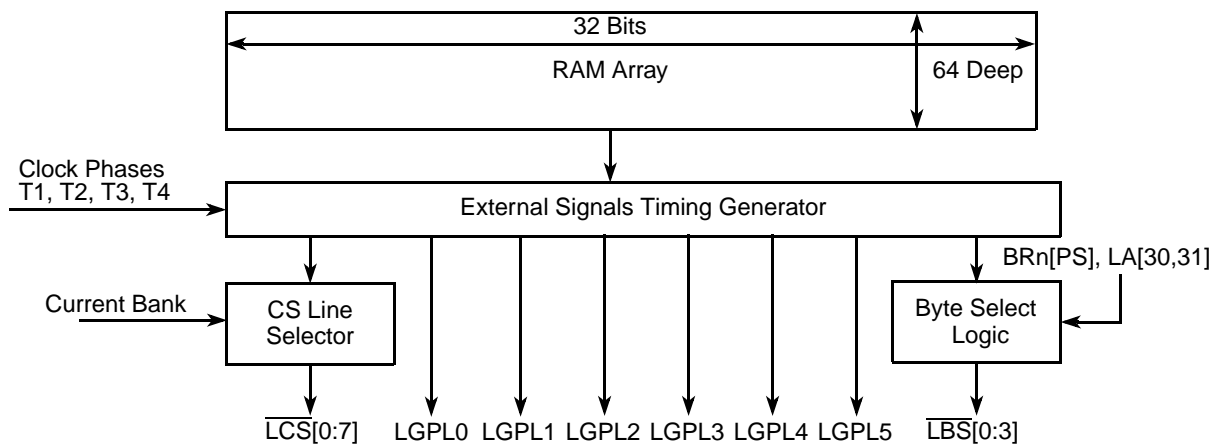 32 Bits
RAM Array
64 Deep
Clock Phases
T1, T2, T3, T4
External Signals Timing Generator
BRn[PS], LA[30,31]
Current Bank
CS Line
Selector
Byte Select
Logic
L̅C̅S̅[0:7] LGPL0 LGPL1 LGPL2 LGPL3 LGPL4 LGPL5 L̅B̅S̅[0:3]